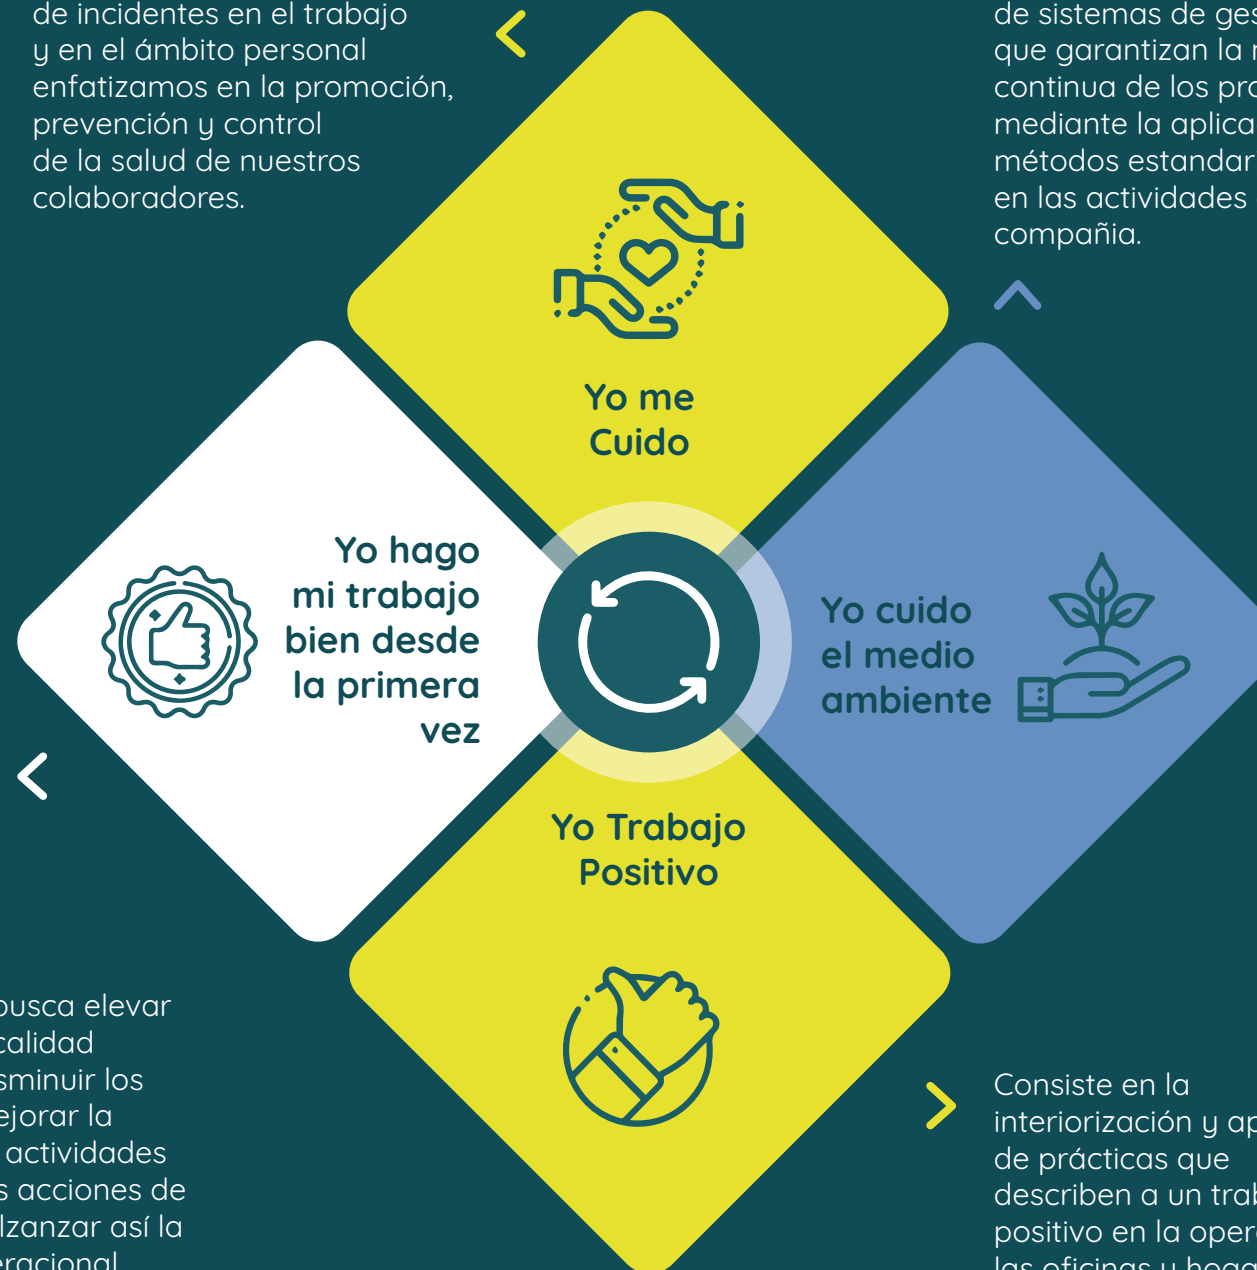 de incidentes en el trabajo
y en el ámbito personal
enfatizamos en la promoción,
prevención y control
de la salud de nuestros
colaboradores.
de sistemas de
que garantizan la
continua de los
mediante la
métodos
en las actividades
compañia.
Yo me
Cuido
Yo hago
mi trabajo
bien desde
la primera
vez
Yo cuido
el medio
ambiente
Yo Trabajo
Positivo
busca elevar
calidad
los
la
actividades
acciones de
así la
Consiste en la
interiorización y
de prácticas que
describen a un
positivo en la
las oficinas y